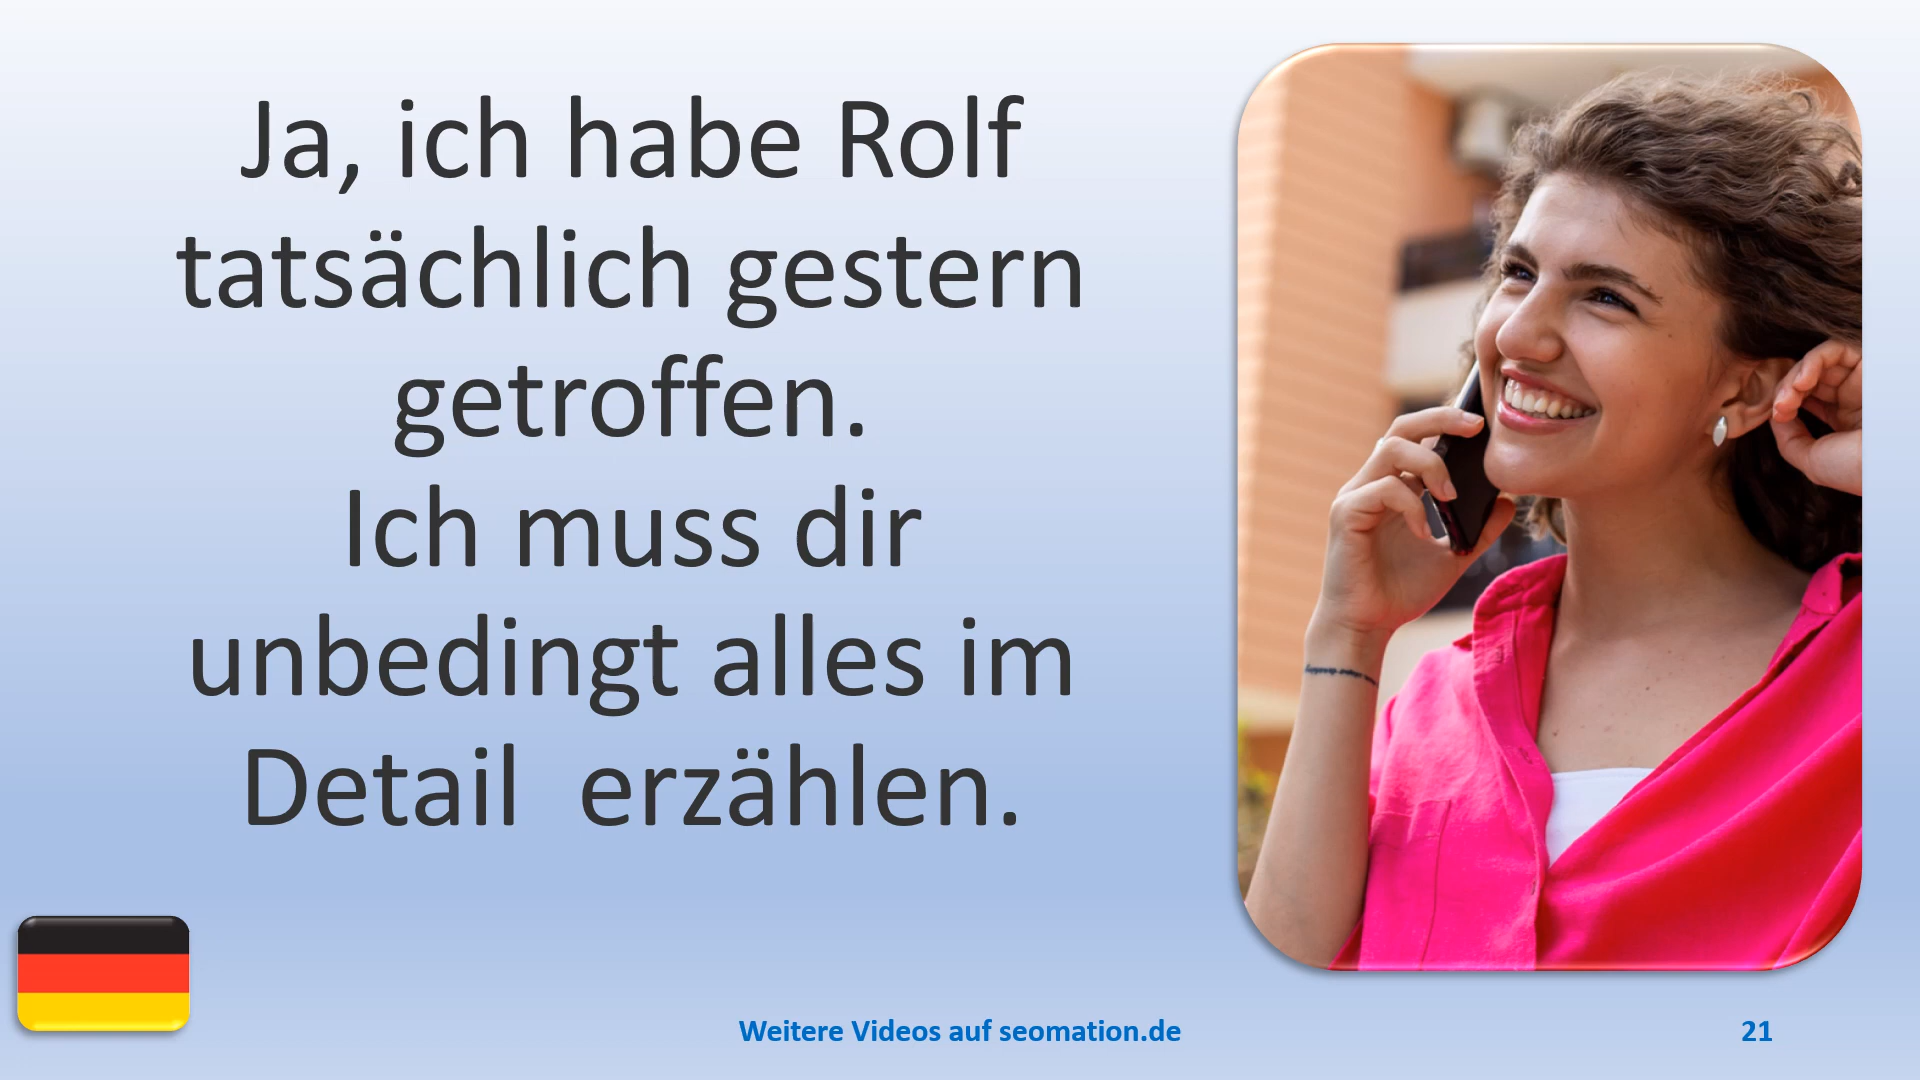 Ja, ich habe Rolf
tatsächlich gestern
getroffen.
Ich muss dir
unbedingt alles im
Detail  erzählen.
Weitere Videos auf seomation.de
21